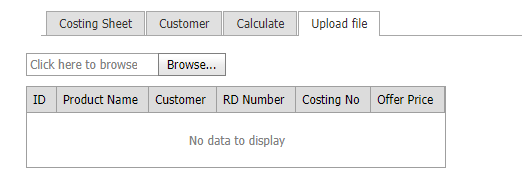 Costing Sheet Customer Calculate Upload file
Click here to browse Browse...
ID Product Name Customer RD Number Costing No Offer Price
No data to display